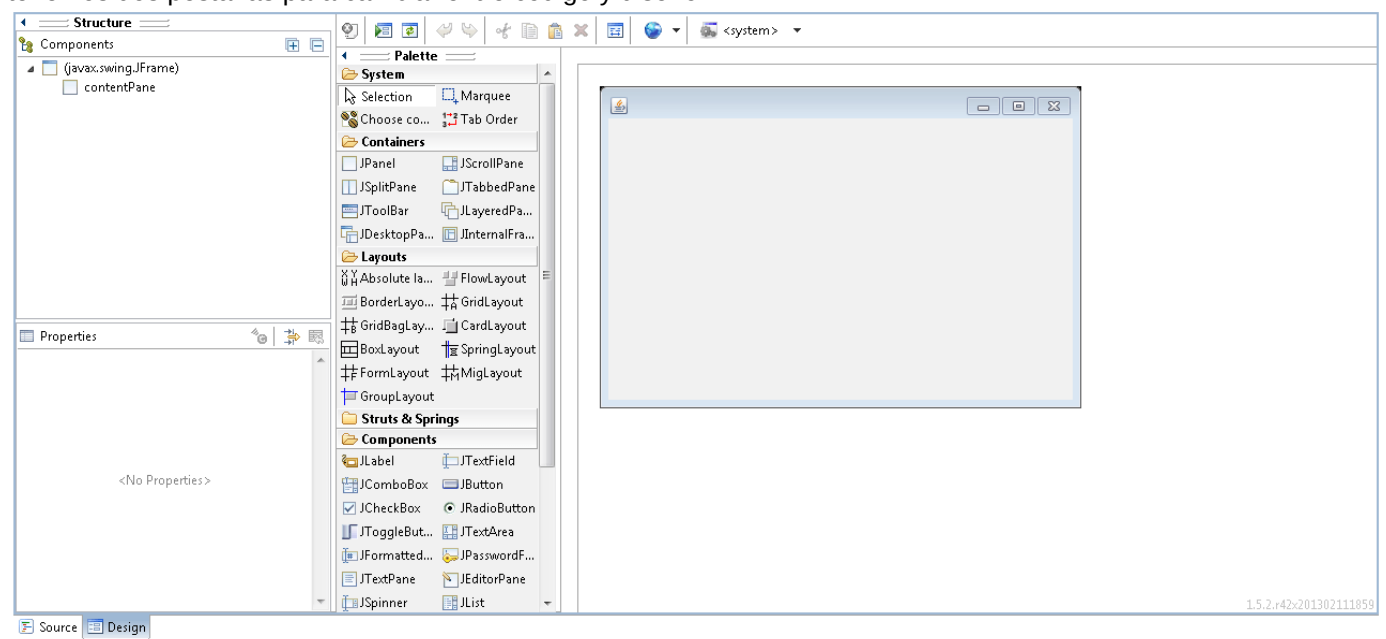 Structure
Components
(javax.swing.JFrame)
contentPane
Properties
<No Properties>
<system>
Palette
System
Selection Marquee
Choose co... Tab Order
Containers
JPanel JScrollPane
JSplitPane JTabbedPane
JToolBar JLayeredPa...
JDesktopPa... JInternalFra...
Layouts
Absolute la... FlowLayout
BorderLayo... GridLayout
GridBagLay... CardLayout
BoxLayout SpringLayout
FormLayout MigLayout
GroupLayout
Struts & Springs
Components
JLabel JTextField
JComboBox JButton
JCheckBox JRadioButton
JToggleBut... JTextArea
JFormatted... JPasswordF...
JTextPane JEditorPane
JSpinner JList
1.5.2.r42x201302111859
Source Design